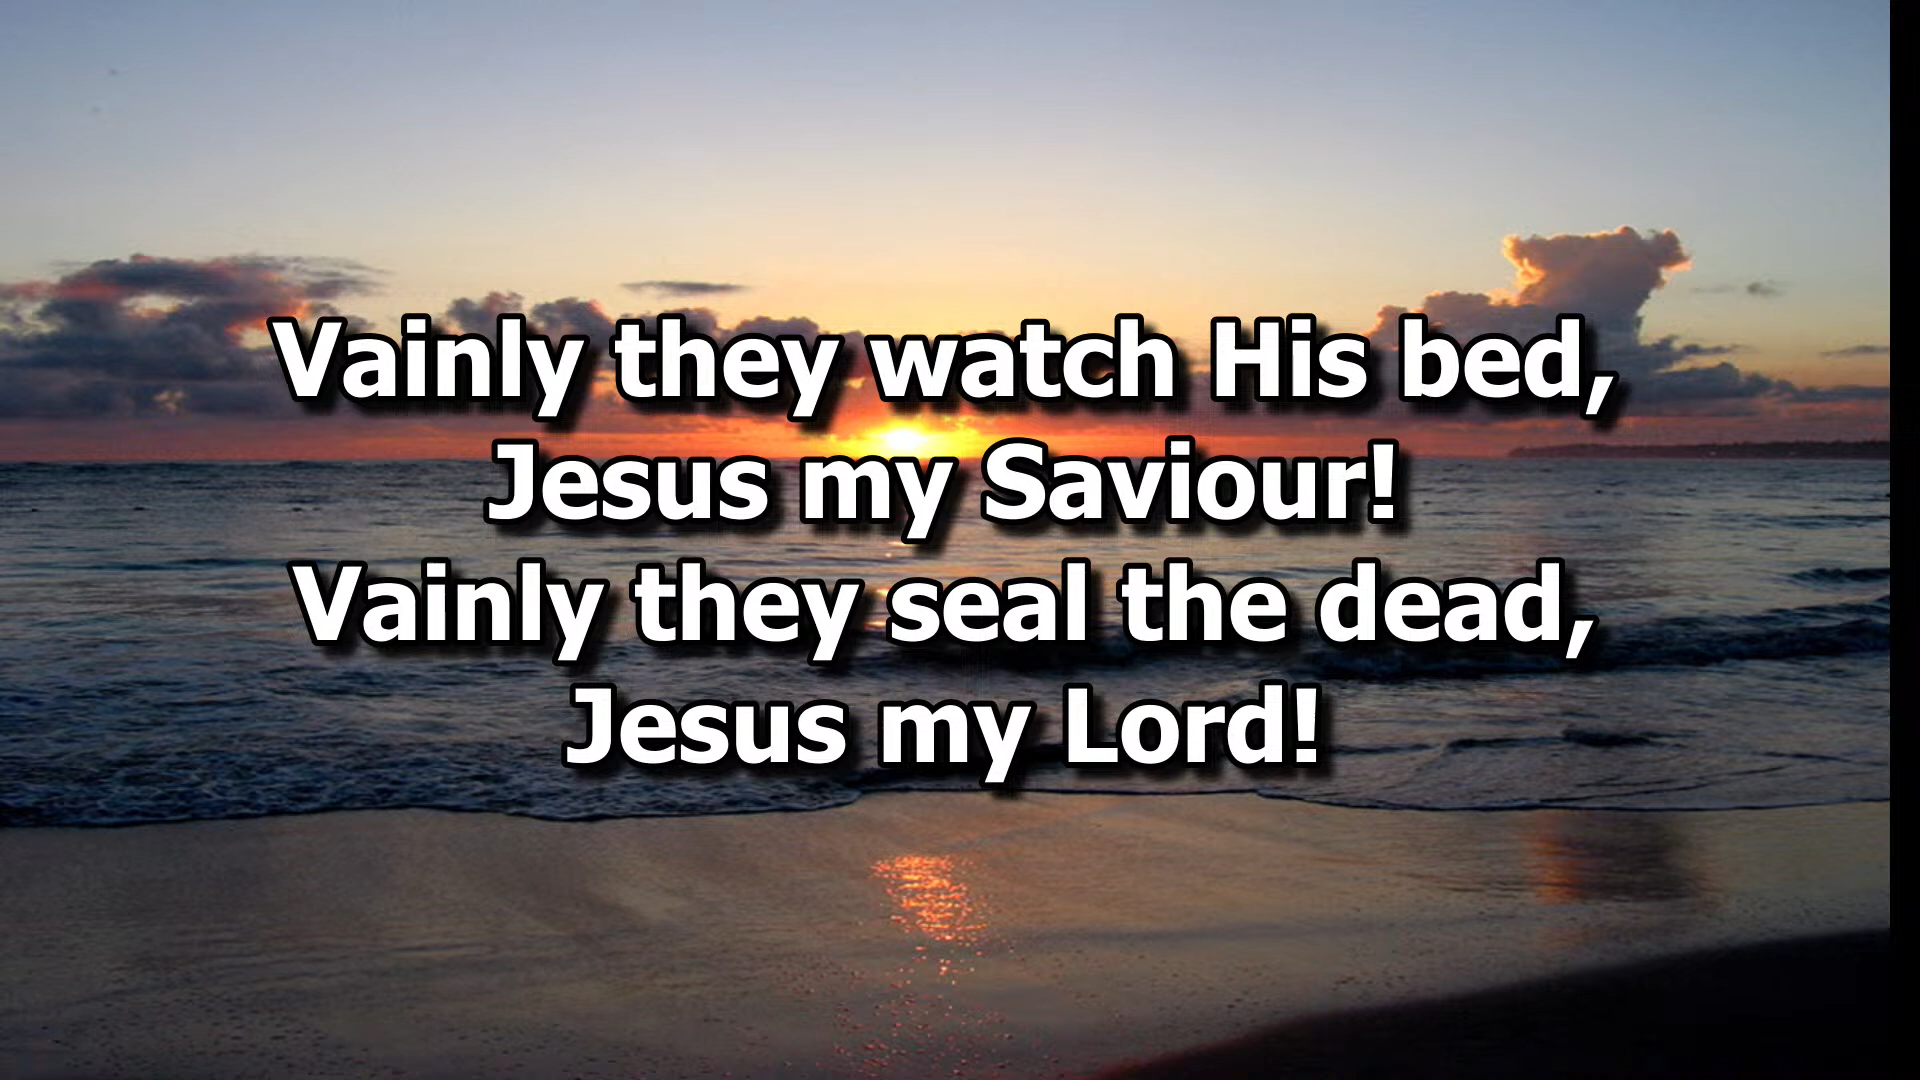 Vainly they watch His bed,
Jesus my Saviour!
Vainly they seal the dead,
Jesus my Lord!